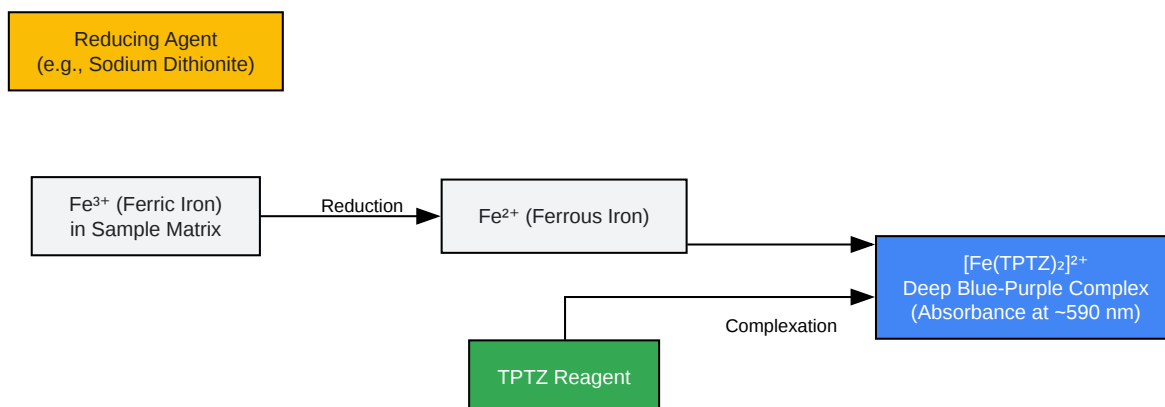 Reducing Agent
(e.g., Sodium Dithionite)
Fe³⁺ (Ferric Iron)
in Sample Matrix
Reduction
Fe²⁺ (Ferrous Iron)
[Fe(TPTZ)₂]²⁺
Deep Blue-Purple Complex
(Absorbance at ~590 nm)
Complexation
TPTZ Reagent